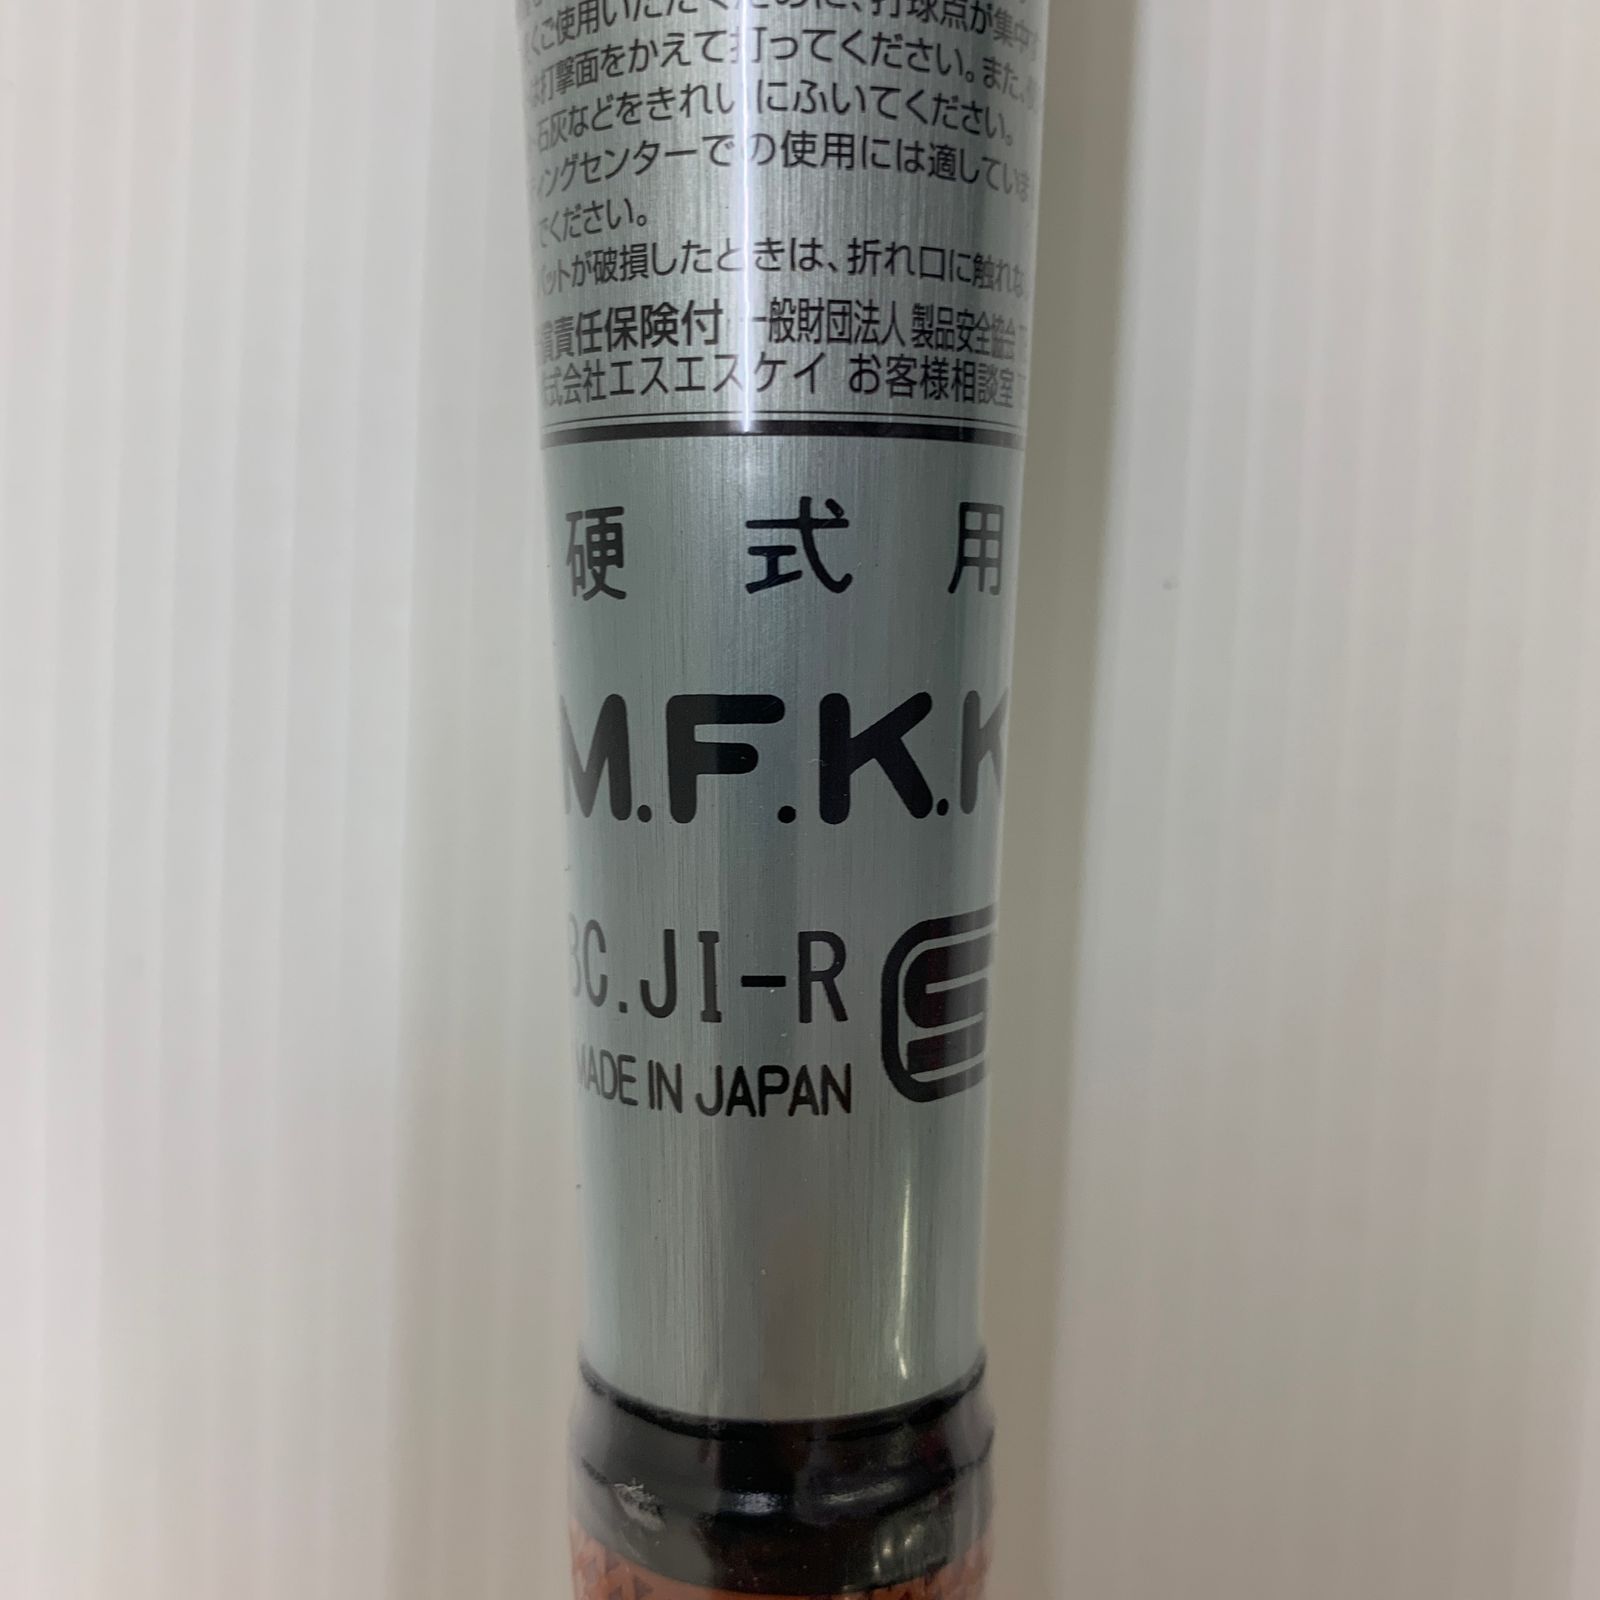 くご使用いただくために、打球点が集中
は打撃面をかえて打ってください。また、
石灰などをきれいにふいてください。
ィングセンターでの使用には適していま
でください。
バットが破損したときは、折れ口に触れな
償責任保険付 一般財団法人 製品安全協会
式会社エスエスケイ お客様相談室
硬式用
M.F.K.K
BC.JI-R S
MADE IN JAPAN